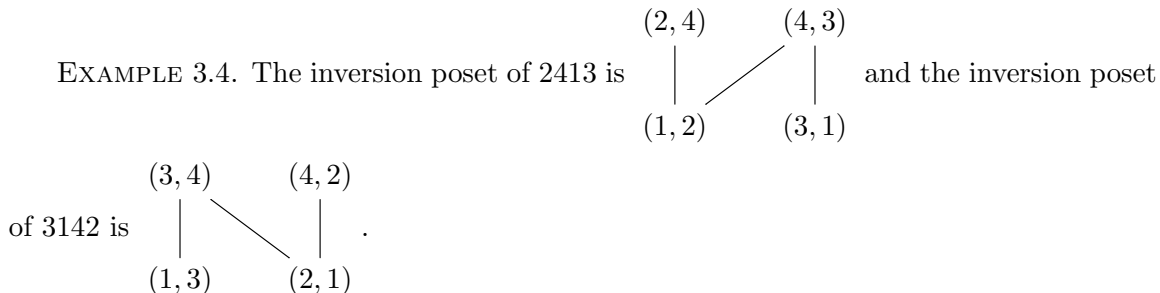 (2, 4) (4, 3)
EXAMPLE 3.4. The inversion poset of 2413 is and the inversion poset
(1, 2) (3, 1)
(3, 4) (4, 2)
of 3142 is .
(1, 3) (2, 1)